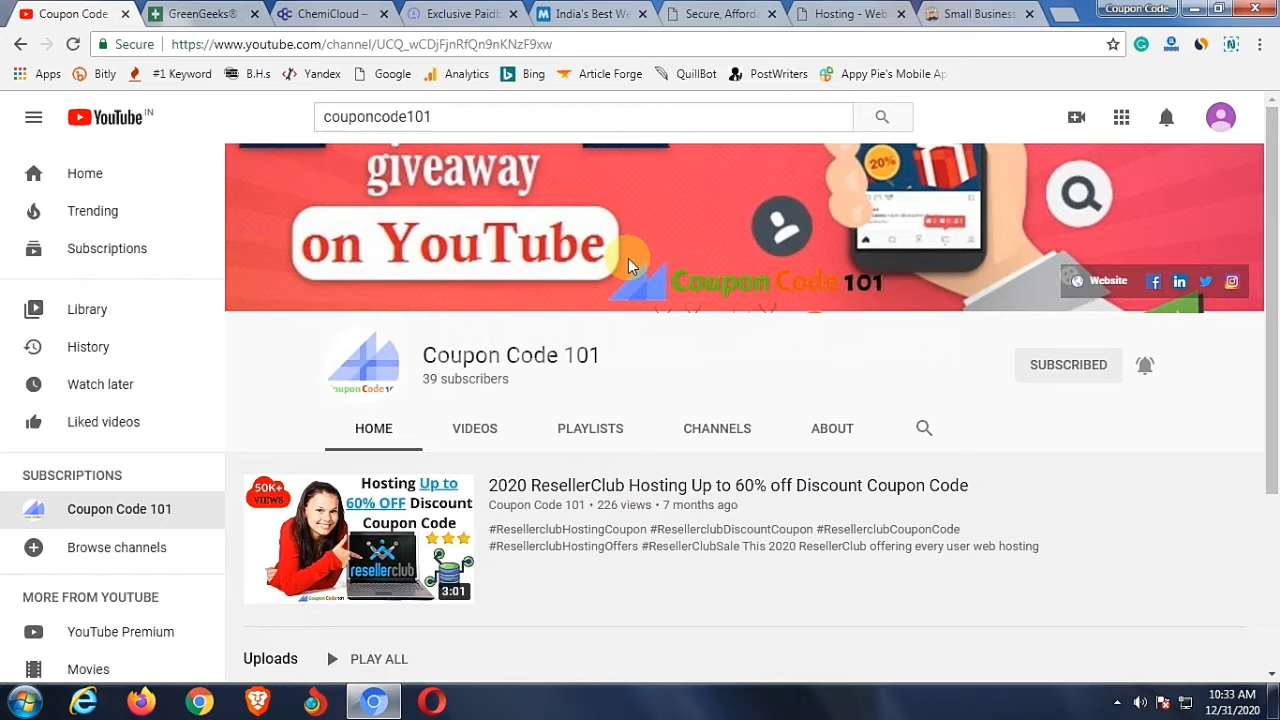 Coupon Code
GreenGeeks®
ChemiCloud -
Exclusive Paidb
India's Best We
Secure, Afforda
Hosting - Web
Small Business
Coupon Code
Secure
https://www.youtube.com/channel/UCQ_wCDjFjnRfQn9nKNzF9xw
Apps
Bitly
#1 Keyword
B.H.s
Yandex
Google
Analytics
Bing
Article Forge
QuillBot
PostWriters
Appy Pie's Mobile Ap
YouTube IN
couponcode101
Home
Trending
Subscriptions
Library
History
Watch later
Liked videos
SUBSCRIPTIONS
Coupon Code 101
Browse channels
MORE FROM YOUTUBE
YouTube Premium
Movies
giveaway
on YouTube
20%
Coupon Code 101
Website
Coupon Code 101
39 subscribers
SUBSCRIBED
HOME
VIDEOS
PLAYLISTS
CHANNELS
ABOUT
50K+
VIEWS
Hosting Up to
60% OFF Discount
Coupon Code
resellerclub
3:01
2020 ResellerClub Hosting Up to 60% off Discount Coupon Code
Coupon Code 101 • 226 views • 7 months ago
#ResellerclubHostingCoupon #ResellerclubDiscountCoupon #ResellerclubCouponCode
#ResellerclubHostingOffers #ResellerClubSale This 2020 ResellerClub offering every user web hosting
Uploads
PLAY ALL
10:33 AM
12/31/2020